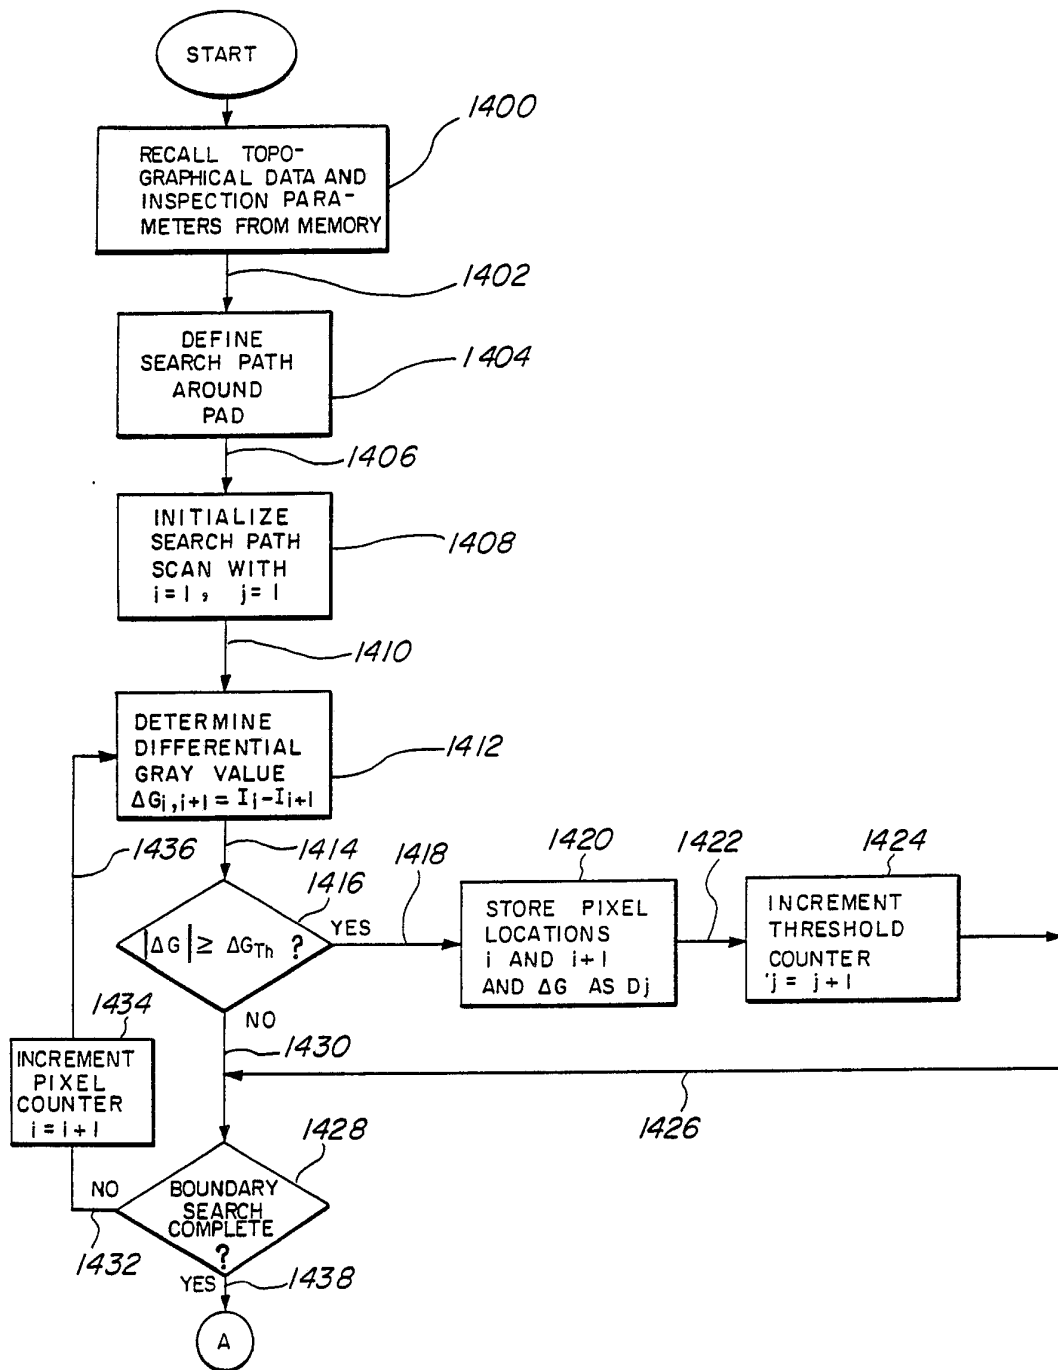 START
1400
RECALL TOPO-
GRAPHICAL DATA AND
INSPECTION PARA-
METERS FROM MEMORY
1402
DEFINE
SEARCH PATH
AROUND
PAD
1404
1406
INITIALIZE
SEARCH PATH
SCAN WITH
i = 1 , j = 1
1408
1410
DETERMINE
DIFFERENTIAL
GRAY VALUE
ΔGi,i+1 = Ii-Ii+1
1412
1436
1414
1416
1418
1420
1422
1424
|ΔG| ≥ ΔGTh ?
YES
STORE PIXEL
LOCATIONS
i AND i+1
AND ΔG AS Dj
INCREMENT
THRESHOLD
COUNTER
j = j+1
NO
1434
1430
INCREMENT
PIXEL
COUNTER
i = i+1
1426
1428
NO
BOUNDARY
SEARCH
COMPLETE
?
1432
YES
1438
A